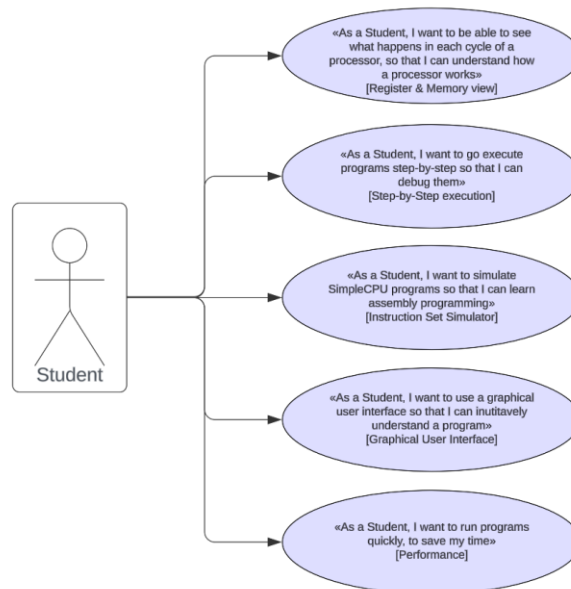 «As a Student, I want to be able to see
what happens in each cycle of a
processor, so that I can understand how
a processor works»
[Register & Memory view]
«As a Student, I want to go execute
programs step-by-step so that I can
debug them»
[Step-by-Step execution]
Student
«As a Student, I want to simulate
SimpleCPU programs so that I can learn
assembly programming»
[Instruction Set Simulator]
«As a Student, I want to use a graphical
user interface so that I can inutitavely
understand a program»
[Graphical User Interface]
«As a Student, I want to run programs
quickly, to save my time»
[Performance]